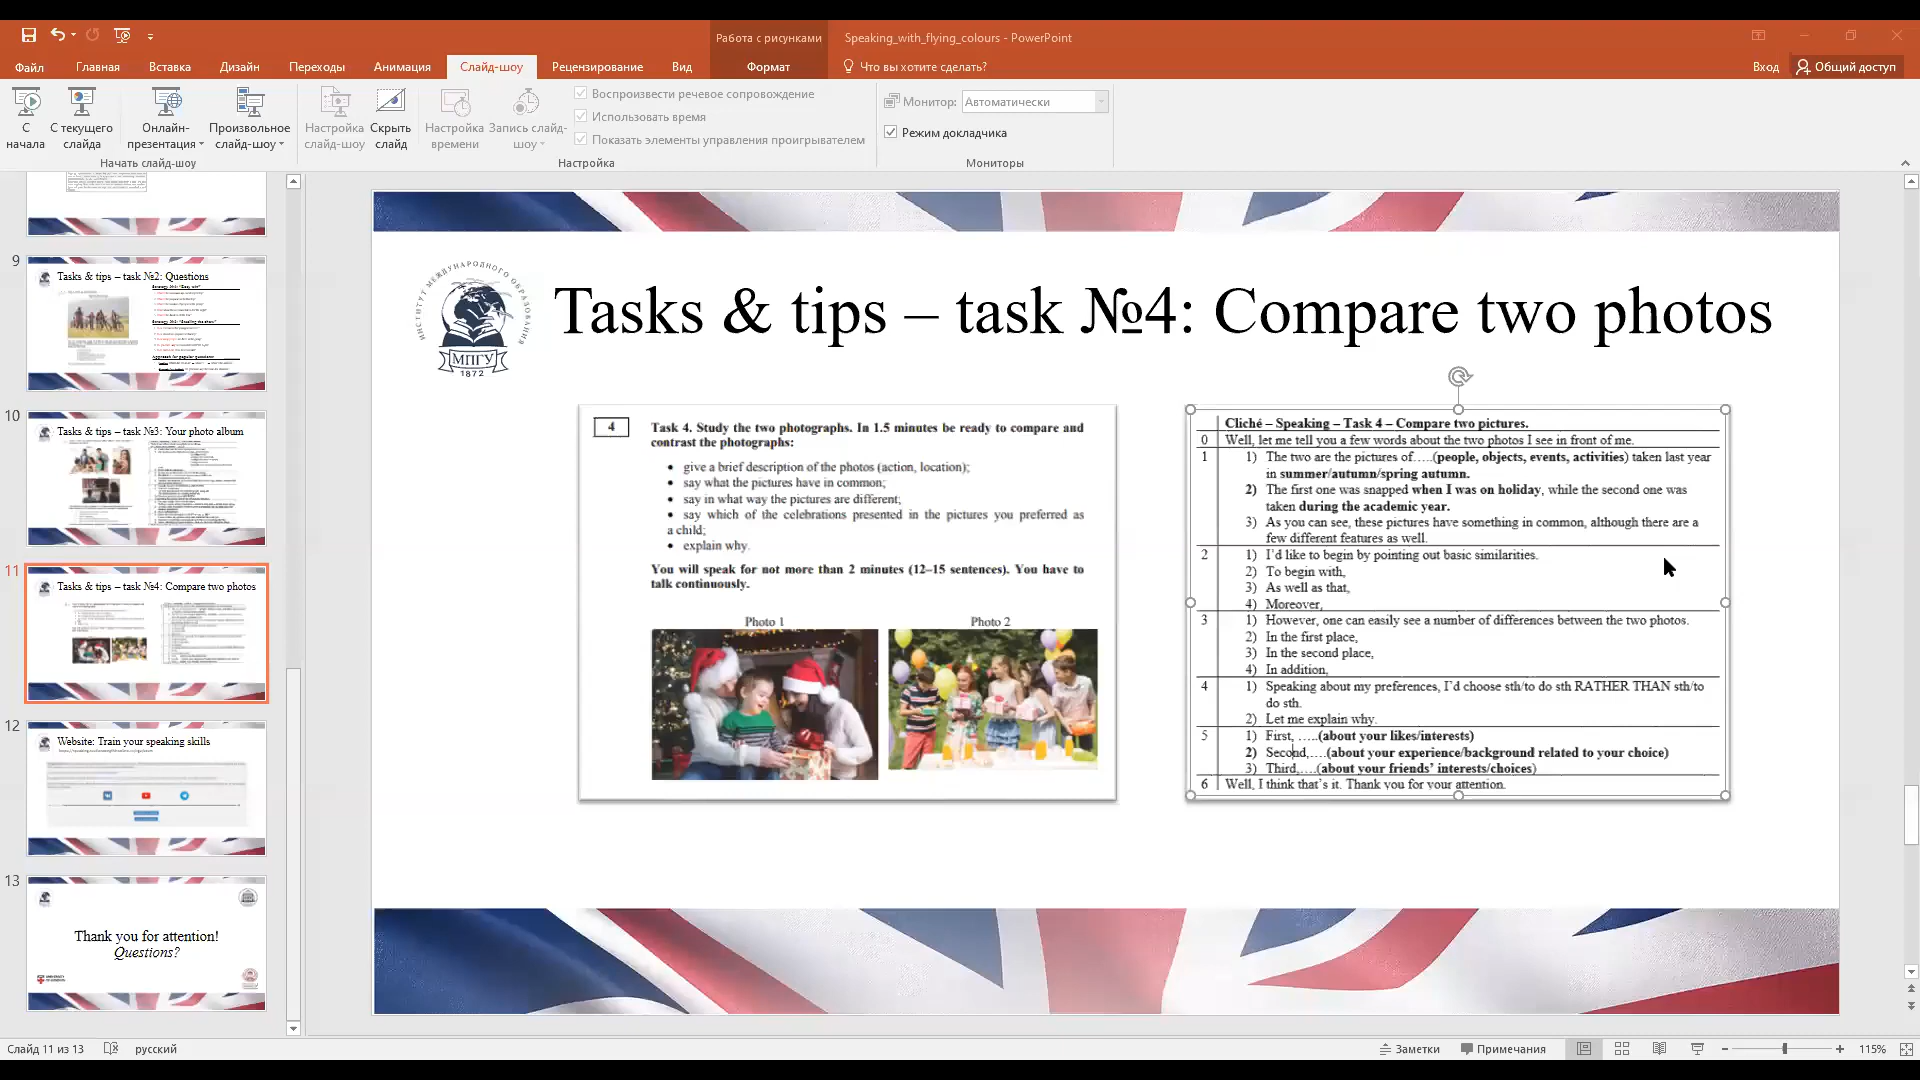 Работа с рисунками
Speaking_with_flying_colours - PowerPoint
Файл
Главная
Вставка
Дизайн
Переходы
Анимация
Слайд-шоу
Рецензирование
Вид
Формат
Что вы хотите сделать?
Вход
Общий доступ
С начала
С текущего слайда
Онлайн-презентация
Произвольное слайд-шоу
Начать слайд-шоу
Настройка слайд-шоу
Скрыть слайд
Настройка времени
Запись слайд-шоу
Воспроизвести речевое сопровождение
Использовать время
Показать элементы управления проигрывателем
Настройка
Монитор:
Автоматически
Режим докладчика
Мониторы
9
Tasks & tips – task №2: Questions
10
Tasks & tips – task №3: Your photo album
11
Tasks & tips – task №4: Compare two photos
12
Website: Train your speaking skills
13
Thank you for attention!
Questions?
ИНСТИТУТ МЕЖДУНАРОДНОГО ОБРАЗОВАНИЯ
МПГУ
1872
Tasks & tips – task №4: Compare two photos
4
Task 4. Study the two photographs. In 1.5 minutes be ready to compare and
contrast the photographs:
• give a brief description of the photos (action, location);
• say what the pictures have in common;
• say in what way the pictures are different;
• say which of the celebrations presented in the pictures you preferred as
a child;
• explain why.
You will speak for not more than 2 minutes (12–15 sentences). You have to
talk continuously.
Photo 1
Photo 2
Cliché – Speaking – Task 4 – Compare two pictures.
0 Well, let me tell you a few words about the two photos I see in front of me.
1 1) The two are the pictures of…..(people, objects, events, activities) taken last year
in summer/autumn/spring autumn.
2) The first one was snapped when I was on holiday, while the second one was
taken during the academic year.
3) As you can see, these pictures have something in common, although there are a
few different features as well.
2 1) I'd like to begin by pointing out basic similarities.
2) To begin with,
3) As well as that,
4) Moreover,
3 1) However, one can easily see a number of differences between the two photos.
2) In the first place,
3) In the second place,
4) In addition,
4 1) Speaking about my preferences, I'd choose sth/to do sth RATHER THAN sth/to
do sth.
2) Let me explain why.
5 1) First, …..(about your likes/interests)
2) Second,….(about your experience/background related to your choice)
3) Third,….(about your friends' interests/choices)
6 Well, I think that's it. Thank you for your attention.
Слайд 11 из 13
русский
Заметки
Примечания
115%